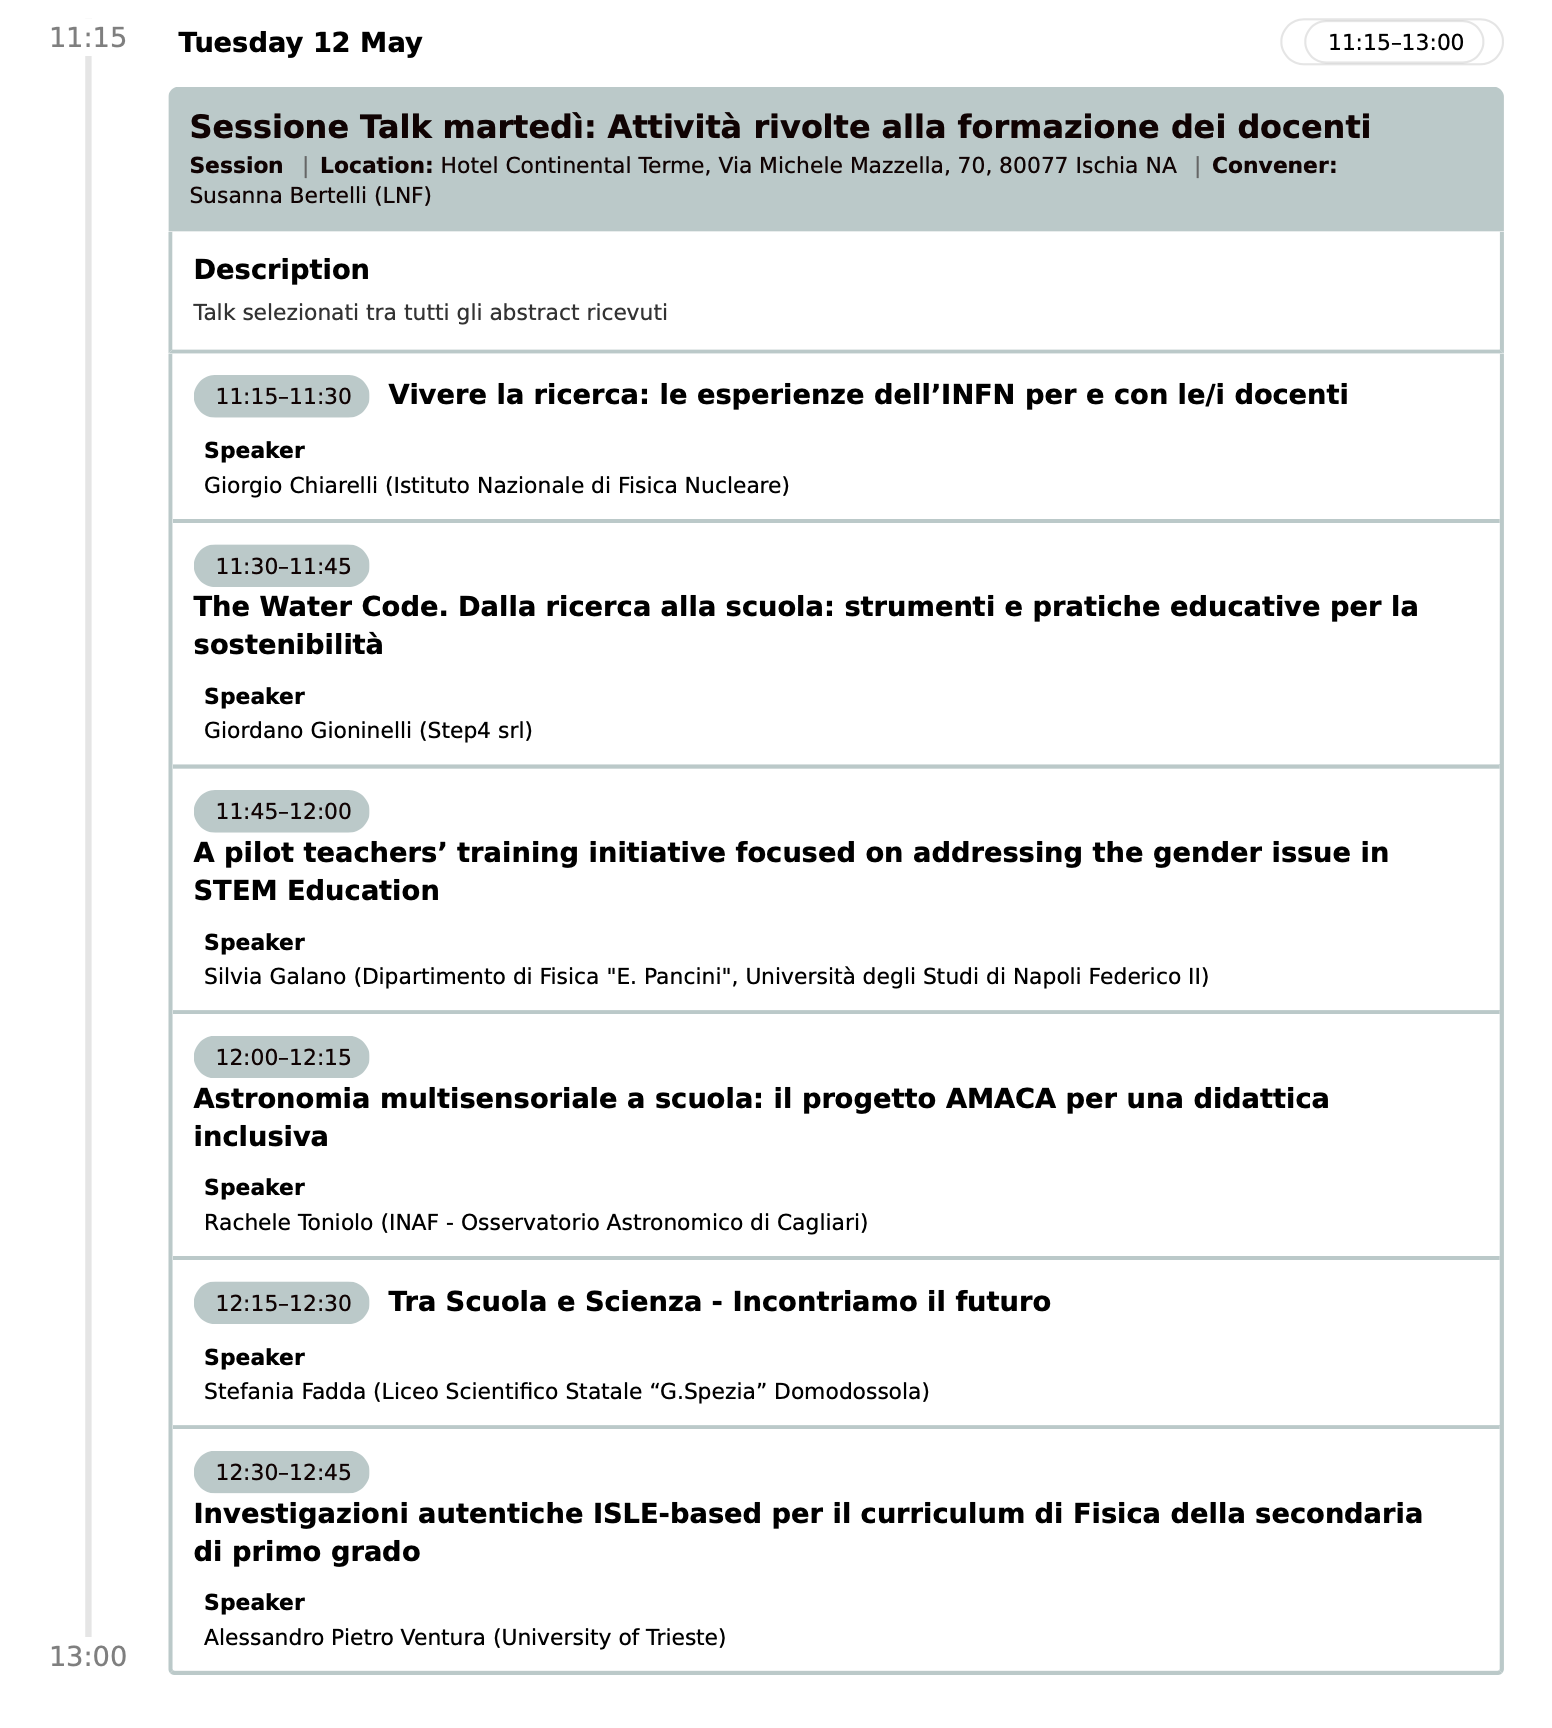 11:15
Tuesday 12 May
11:15–13:00
Sessione Talk martedì: Attività rivolte alla formazione dei docenti
Session | Location: Hotel Continental Terme, Via Michele Mazzella, 70, 80077 Ischia NA | Convener:
Susanna Bertelli (LNF)
Description
Talk selezionati tra tutti gli abstract ricevuti
11:15–11:30 Vivere la ricerca: le esperienze dell’INFN per e con le/i docenti
Speaker
Giorgio Chiarelli (Istituto Nazionale di Fisica Nucleare)
11:30–11:45
The Water Code. Dalla ricerca alla scuola: strumenti e pratiche educative per la
sostenibilità
Speaker
Giordano Gioninelli (Step4 srl)
11:45–12:00
A pilot teachers’ training initiative focused on addressing the gender issue in
STEM Education
Speaker
Silvia Galano (Dipartimento di Fisica "E. Pancini", Università degli Studi di Napoli Federico II)
12:00–12:15
Astronomia multisensoriale a scuola: il progetto AMACA per una didattica
inclusiva
Speaker
Rachele Toniolo (INAF - Osservatorio Astronomico di Cagliari)
12:15–12:30 Tra Scuola e Scienza - Incontriamo il futuro
Speaker
Stefania Fadda (Liceo Scientifico Statale “G.Spezia” Domodossola)
12:30–12:45
Investigazioni autentiche ISLE-based per il curriculum di Fisica della secondaria
di primo grado
Speaker
Alessandro Pietro Ventura (University of Trieste)
13:00